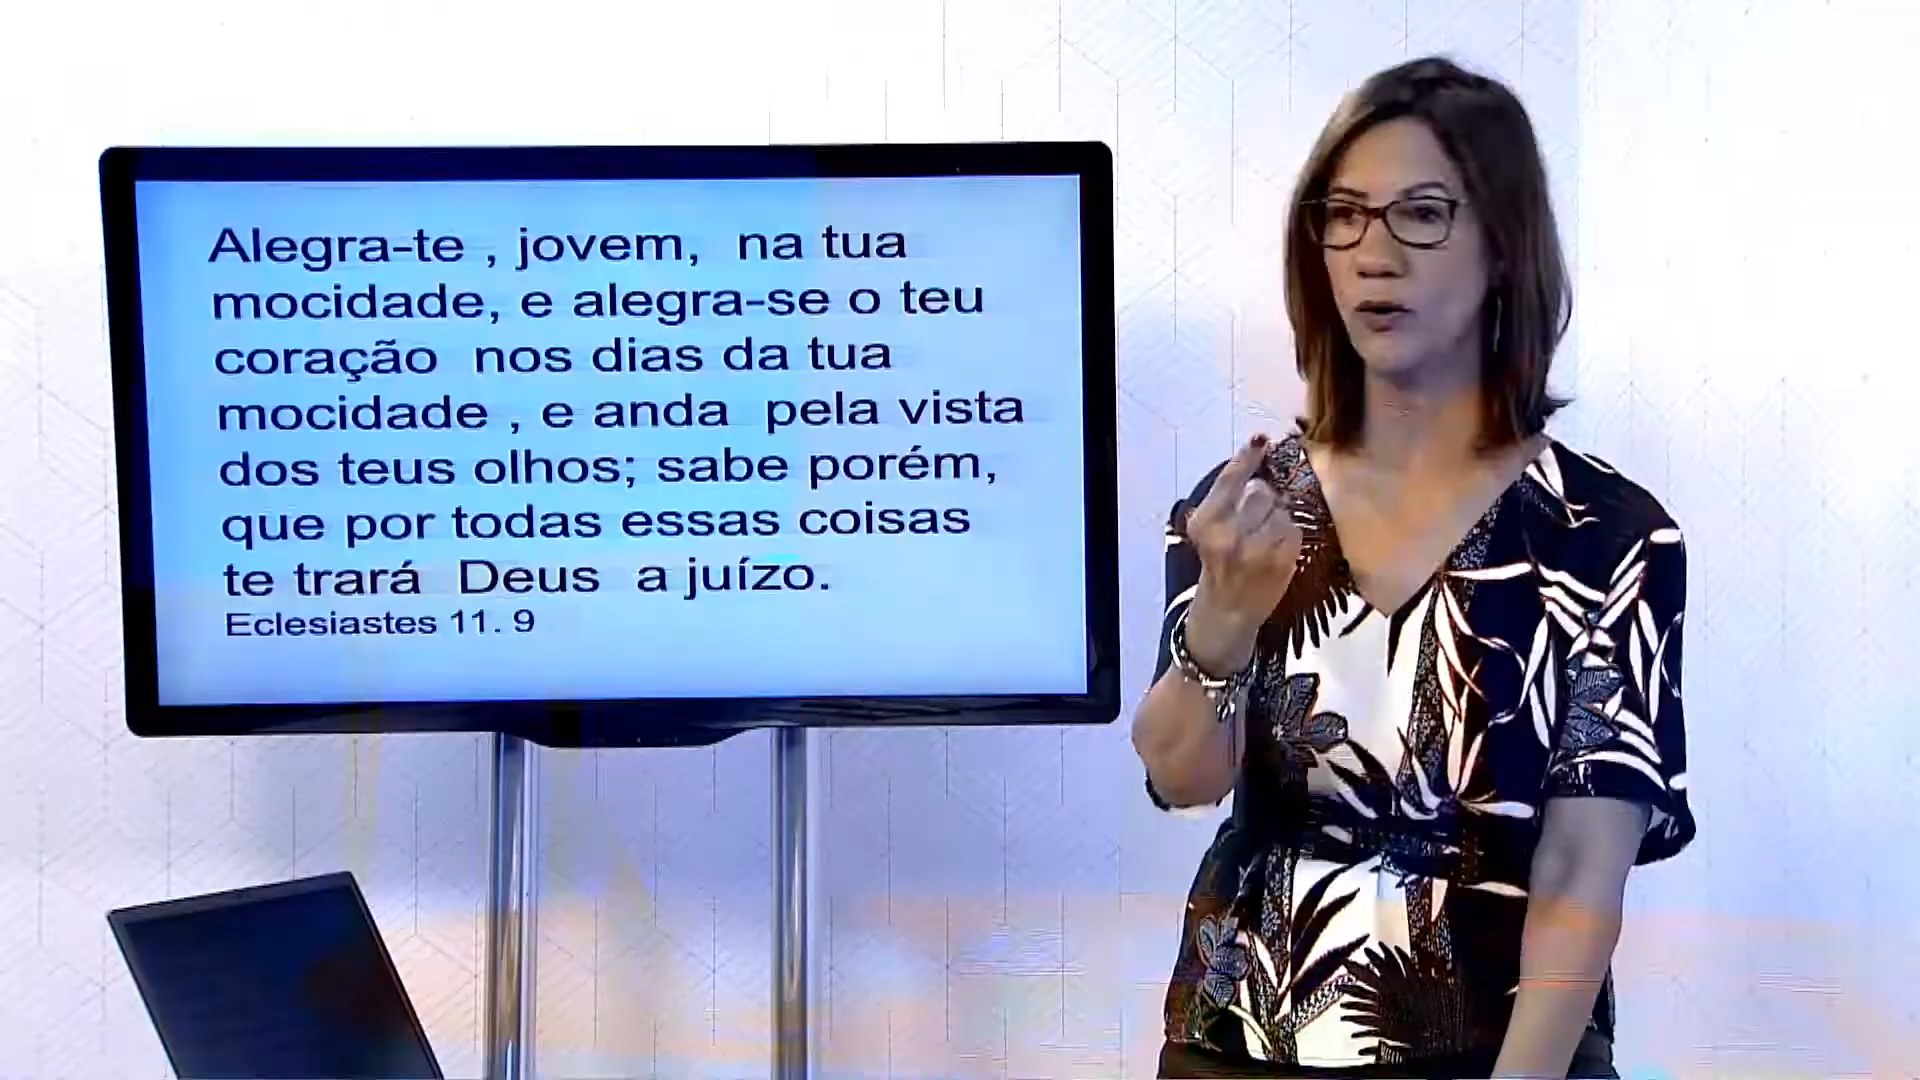 Alegra-te , jovem, na tua
mocidade, e alegra-se o teu
coração nos dias da tua
mocidade , e anda pela vista
dos teus olhos; sabe porém,
que por todas essas coisas
te trará Deus a juízo.
Eclesiastes 11. 9